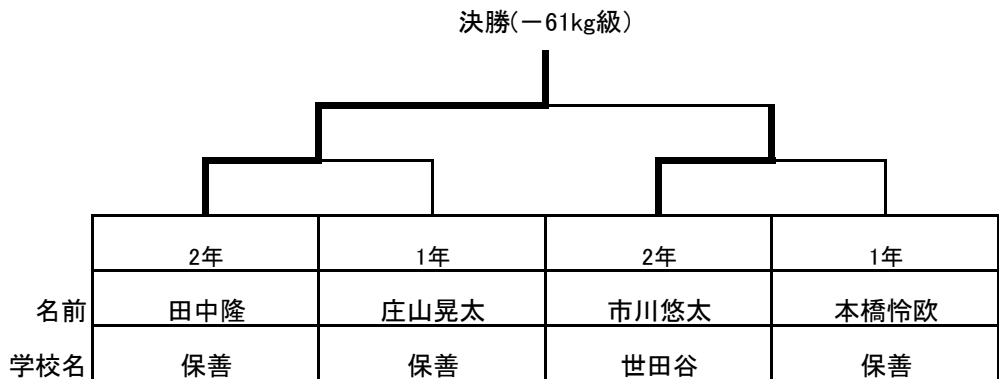 決勝(－61kg級)
2年 1年 2年 1年
名前 田中隆 庄山晃太 市川悠太 本橋怜欧
学校名 保善 保善 世田谷 保善